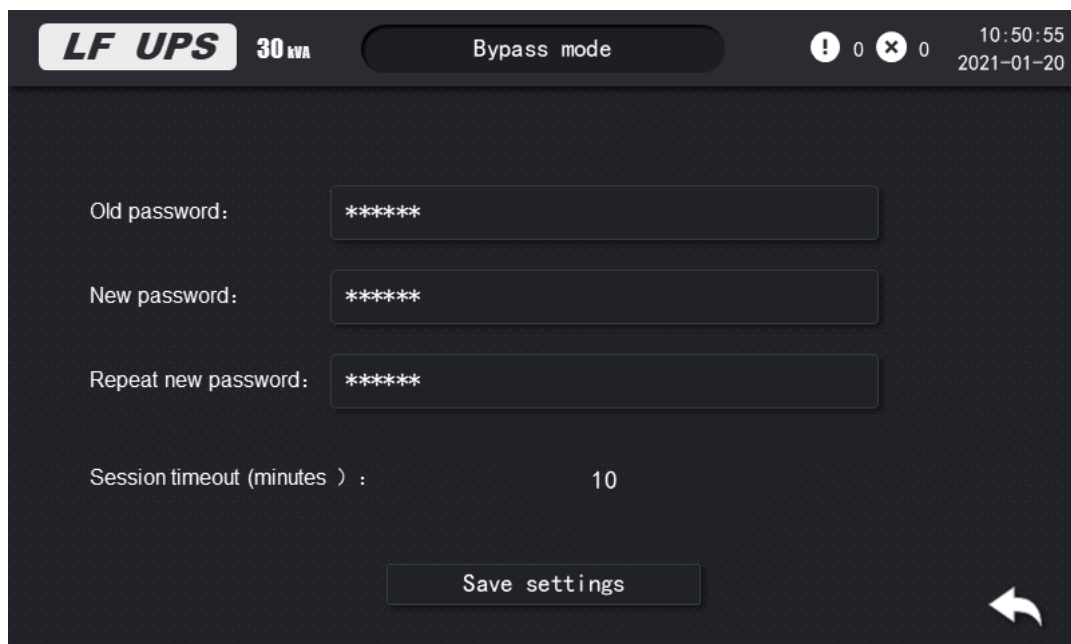 LF UPS 30 kVA Bypass mode ! 0 × 0 10:50:55
2021-01-20
Old password： ******
New password： ******
Repeat new password： ******
Session timeout (minutes ）： 10
Save settings